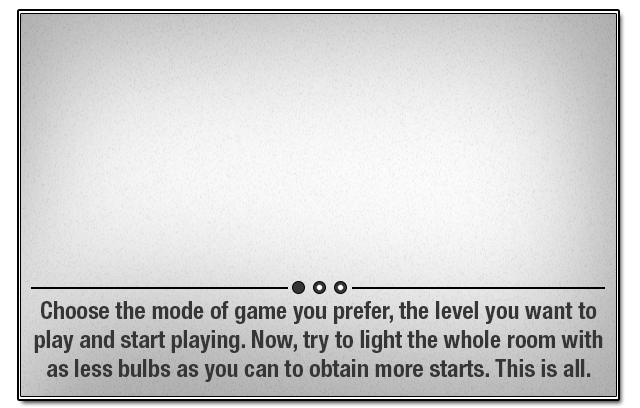 Choose the mode of game you prefer, the level you want to
play and start playing. Now, try to light the whole room with
as less bulbs as you can to obtain more starts. This is all.